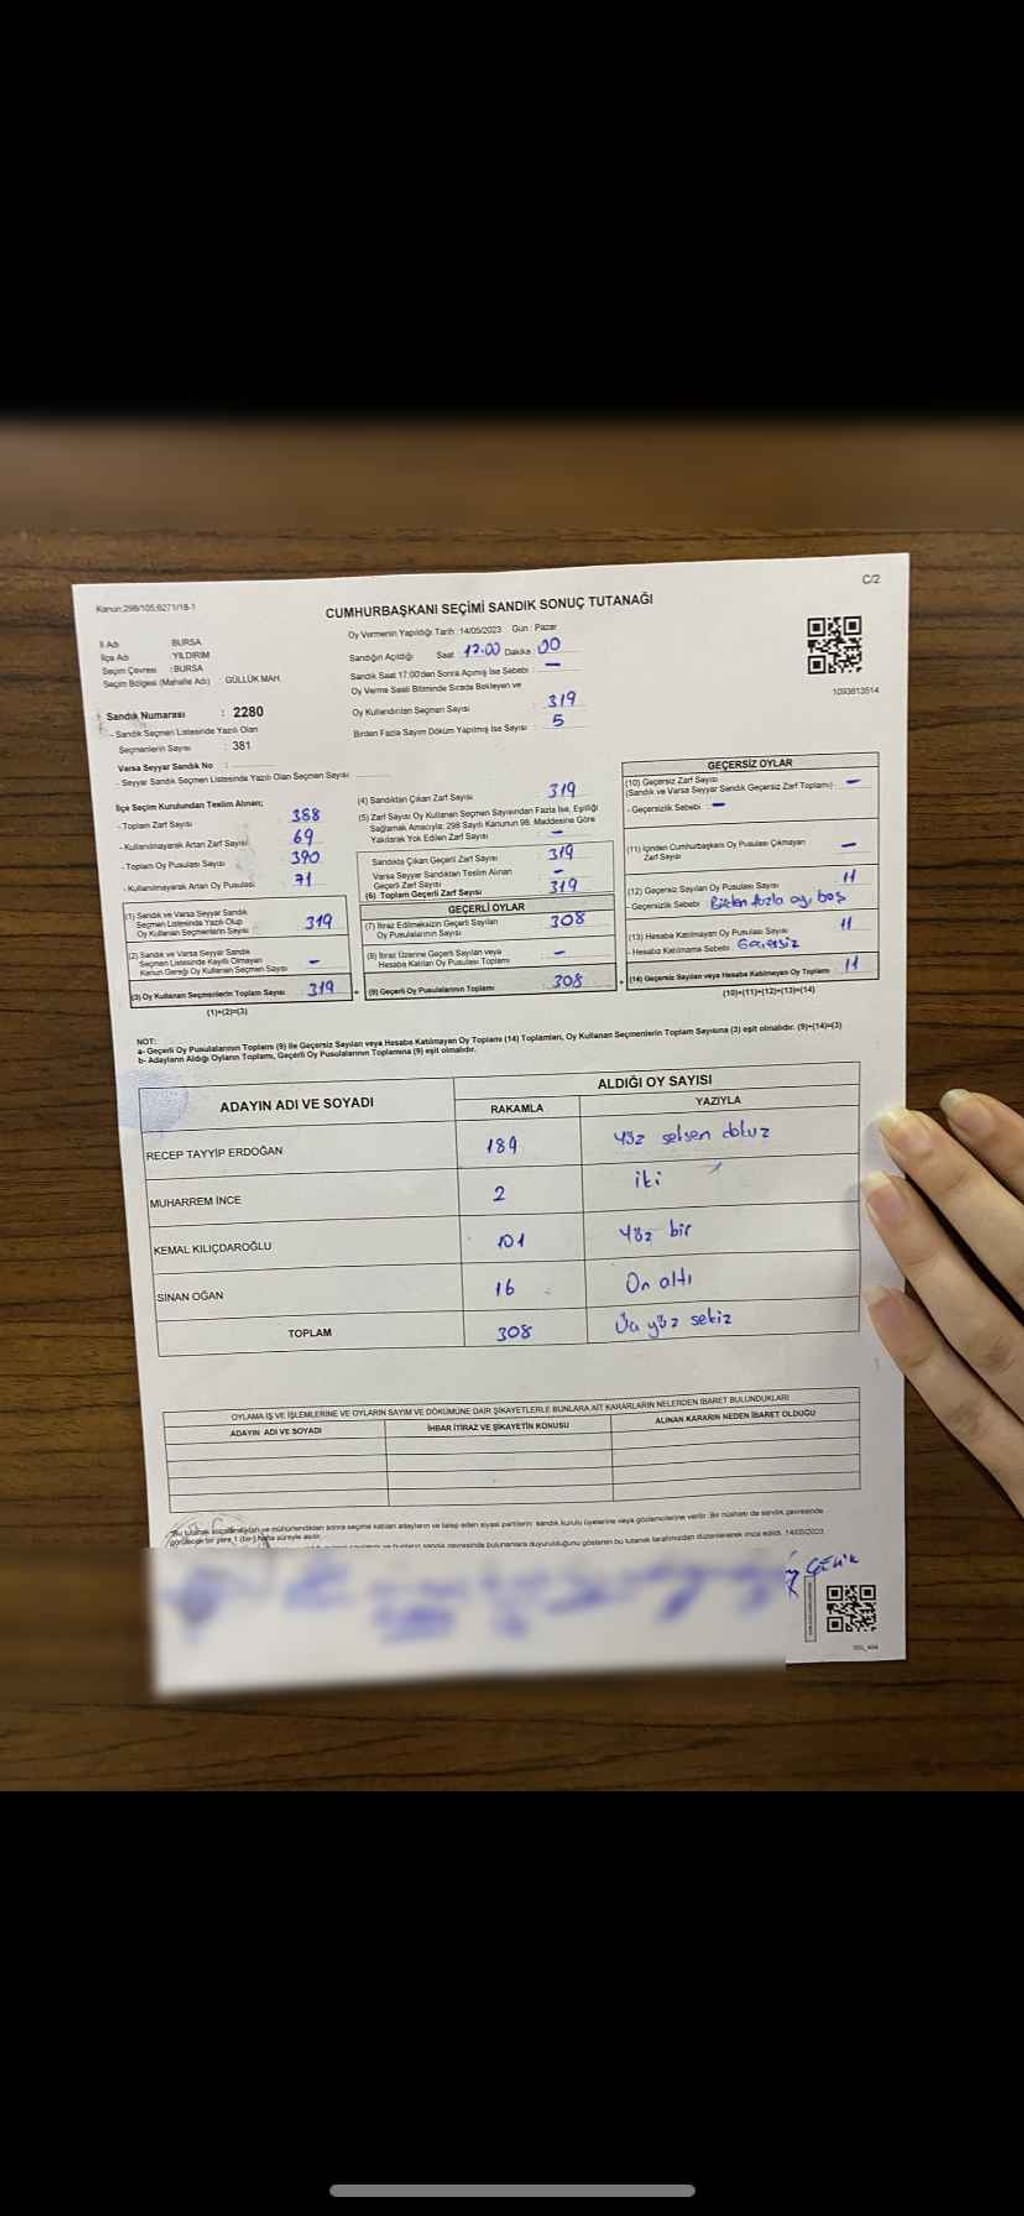 C/2
Kanun:298/105,6271/18-1
CUMHURBAŞKANI SEÇİMİ SANDIK SONUÇ TUTANAĞI
İl Adı BURSA
İlçe Adı YILDIRIM
Seçim Çevresi : BURSA
Seçim Bölgesi (Mahalle Adı) : GÜLLÜK MAH.
Oy Vermenin Yapıldığı Tarih : 14/05/2023 Gün : Pazar
Sandığın Açıldığı Saat 17:00 Dakika 00
Sandık Saat 17:00'den Sonra Açılmış İse Sebebi : —
Oy Verme Saati Bitiminde Sırada Bekleyen ve
Oy Kullandırılan Seçmen Sayısı 319
Birden Fazla Sayım Döküm Yapılmış İse Sayısı : 5
1093813514
Sandık Numarası : 2280
- Sandık Seçmen Listesinde Yazılı Olan
Seçmenlerin Sayısı : 381
Varsa Seyyar Sandık No :
- Seyyar Sandık Seçmen Listesinde Yazılı Olan Seçmen Sayısı
İlçe Seçim Kurulundan Teslim Alınan;
- Toplam Zarf Sayısı 388
- Kullanılmayarak Artan Zarf Sayısı 69
- Toplam Oy Pusulası Sayısı 390
- Kullanılmayarak Artan Oy Pusulası 71
(1) Sandık ve Varsa Seyyar Sandık
Seçmen Listesinde Yazılı Olup
Oy Kullanan Seçmenlerin Sayısı 319
(2) Sandık ve Varsa Seyyar Sandık
Seçmen Listesinde Kayıtlı Olmayan
Kanun Gereği Oy Kullanan Seçmen Sayısı -
(3) Oy Kullanan Seçmenlerin Toplam Sayısı 319
(1)+(2)=(3)
(4) Sandıktan Çıkan Zarf Sayısı 319
(5) Zarf Sayısı Oy Kullanan Seçmen Sayısından Fazla İse, Eşitliği
Sağlamak Amacıyla; 298 Sayılı Kanunun 98. Maddesine Göre
Yakılarak Yok Edilen Zarf Sayısı —
Sandıkta Çıkan Geçerli Zarf Sayısı 319
Varsa Seyyar Sandıktan Teslim Alınan
Geçerli Zarf Sayısı -
(6) Toplam Geçerli Zarf Sayısı 319
GEÇERLİ OYLAR
(7) İtiraz Edilmeksizin Geçerli Sayılan
Oy Pusulalarının Sayısı 308
(8) İtiraz Üzerine Geçerli Sayılan veya
Hesaba Katılan Oy Pusulası Toplamı —
(9) Geçerli Oy Pusulalarının Toplamı 308
GEÇERSİZ OYLAR
(10) Geçersiz Zarf Sayısı
(Sandık ve Varsa Seyyar Sandık Geçersiz Zarf Toplamı) —
- Geçersizlik Sebebi —
(11) İçinden Cumhurbaşkanı Oy Pusulası Çıkmayan
Zarf Sayısı —
(12) Geçersiz Sayılan Oy Pusulası Sayısı 11
- Geçersizlik Sebebi Birden fazla oy, boş
(13) Hesaba Katılmayan Oy Pusulası Sayısı 11
- Hesaba Katılmama Sebebi Geçersiz
(14) Geçersiz Sayılan veya Hesaba Katılmayan Oy Toplamı 11
(10)+(11)+(12)+(13)=(14)
NOT:
a- Geçerli Oy Pusulalarının Toplamı (9) ile Geçersiz Sayılan veya Hesaba Katılmayan Oy Toplamı (14) Toplamları, Oy Kullanan Seçmenlerin Toplam Sayısına (3) eşit olmalıdır. (9)+(14)=(3)
b- Adayların Aldığı Oyların Toplamı, Geçerli Oy Pusulalarının Toplamına (9) eşit olmalıdır.
ADAYIN ADI VE SOYADI
ALDIĞI OY SAYISI
RAKAMLA YAZIYLA
RECEP TAYYİP ERDOĞAN 189 yüz seksen dokuz
MUHARREM İNCE 2 iki
KEMAL KILIÇDAROĞLU 101 yüz bir
SİNAN OĞAN 16 On altı
TOPLAM 308 Üç yüz sekiz
OYLAMA İŞ VE İŞLEMLERİNE VE OYLARIN SAYIM VE DÖKÜMÜNE DAİR ŞİKAYETLERLE BUNLARA AİT KARARLARIN NELERDEN İBARET BULUNDUKLARI
ADAYIN ADI VE SOYADI İHBAR İTİRAZ VE ŞİKAYETİN KONUSU ALINAN KARARIN NEDEN İBARET OLDUĞU
ÇELİK